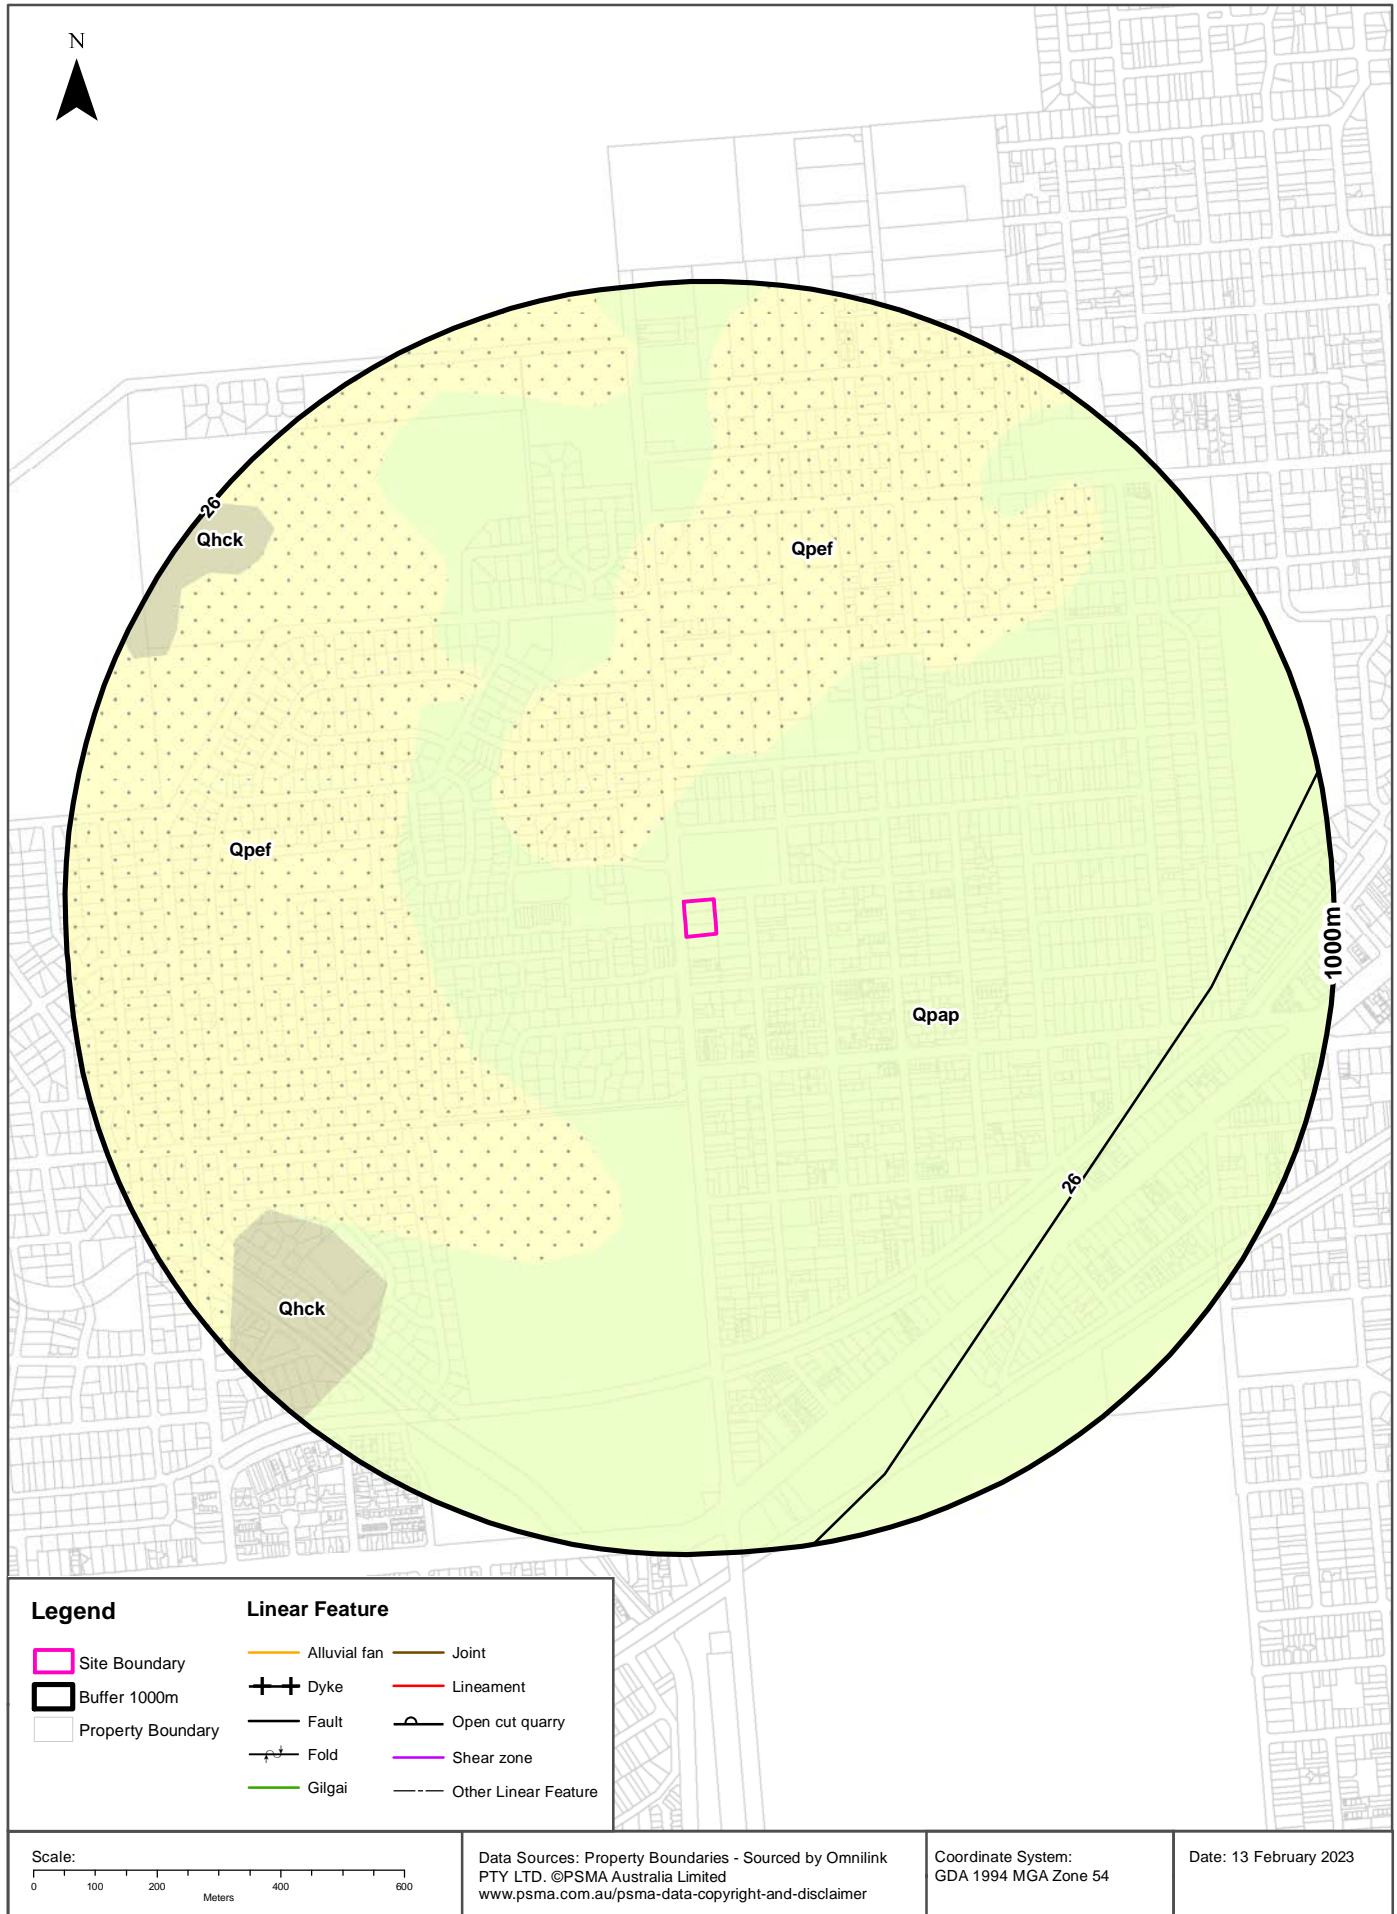 N
26
Qhck
Qpef
Qpef
1000m
Qpap
26
Qhck
Legend
Site Boundary
Buffer 1000m
Property Boundary
Linear Feature
Alluvial fan
Dyke
Fault
Fold
Gilgai
Joint
Lineament
Open cut quarry
Shear zone
Other Linear Feature
Scale:
0 100 200 400 600
Meters
Data Sources: Property Boundaries - Sourced by Omnilink
PTY LTD. ©PSMA Australia Limited
www.psma.com.au/psma-data-copyright-and-disclaimer
Coordinate System:
GDA 1994 MGA Zone 54
Date: 13 February 2023